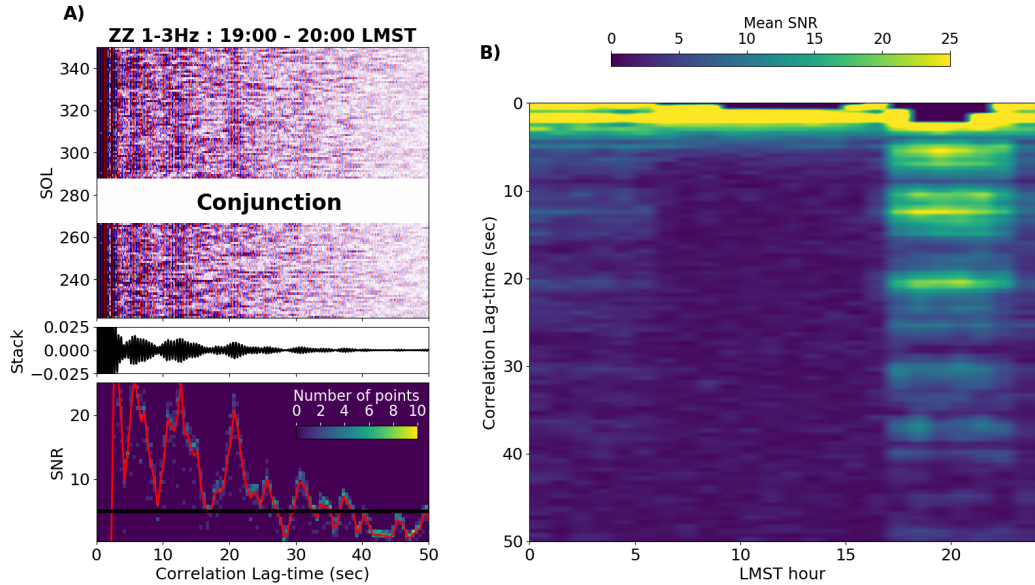 A)
ZZ 1-3Hz : 19:00 - 20:00 LMST
340
320
300
280
260
240
SOL
Conjunction
0.025
0.000
−0.025
Stack
Number of points
0 2 4 6 8 10
20
10
SNR
0 10 20 30 40 50
Correlation Lag-time (sec)
B)
Mean SNR
0 5 10 15 20 25
0
10
20
30
40
50
Correlation Lag-time (sec)
0 5 10 15 20
LMST hour